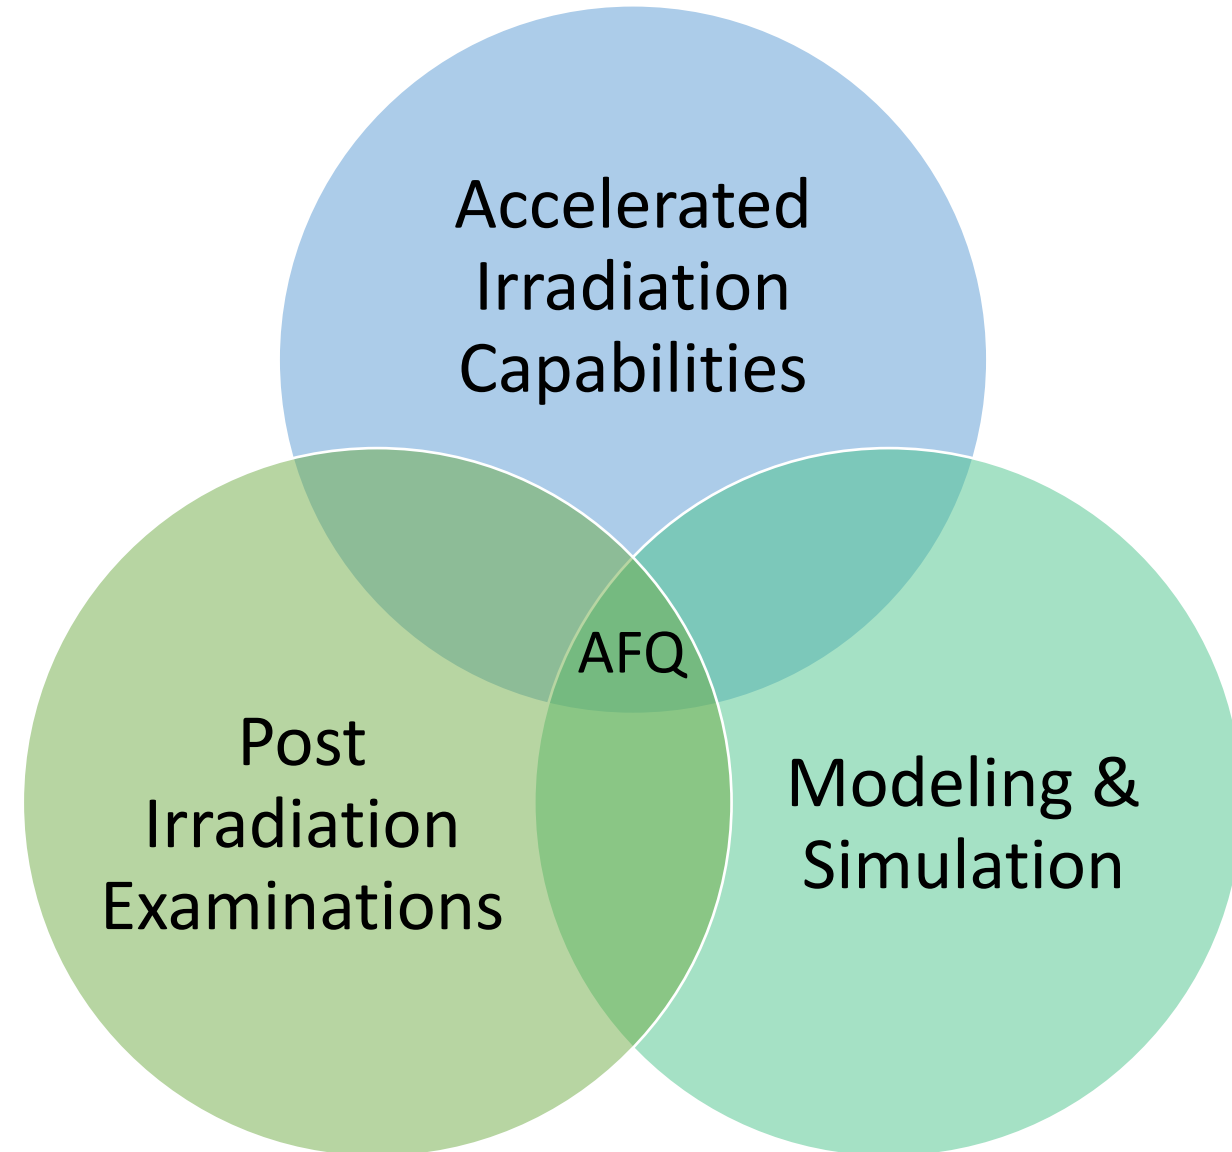 Accelerated
Irradiation
Capabilities
AFQ
Post
Irradiation
Examinations
Modeling &
Simulation